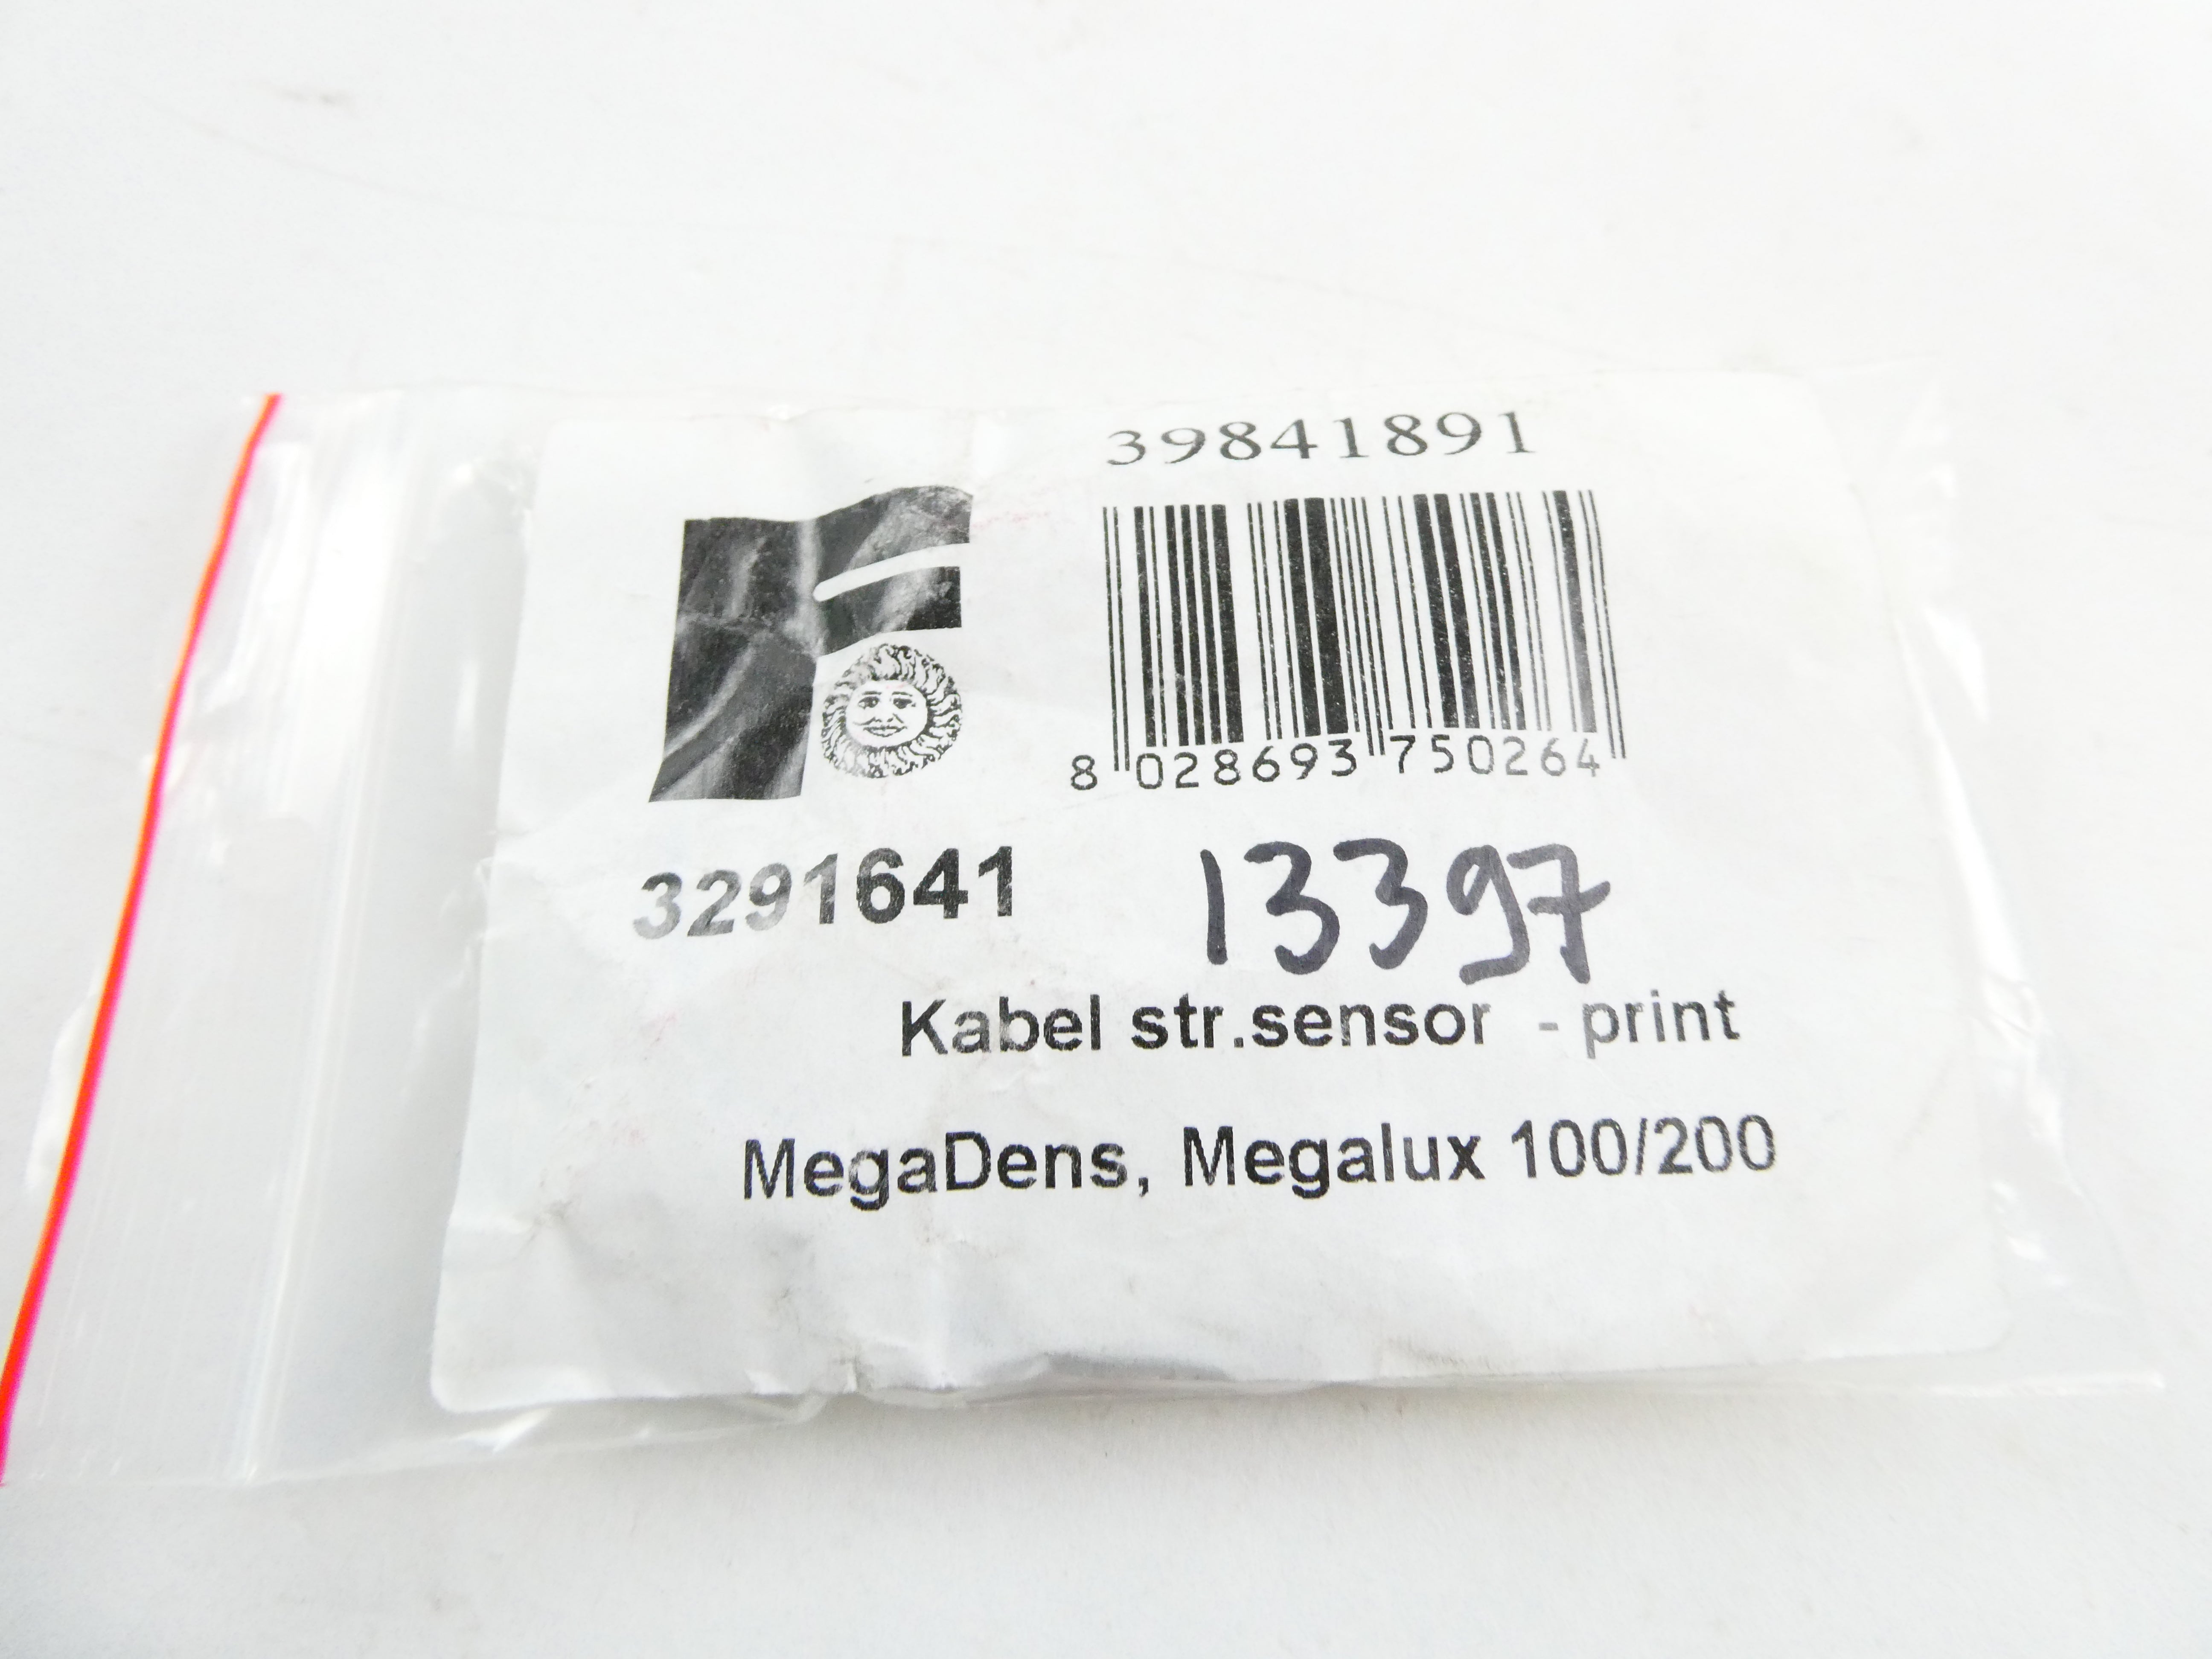 39841891
F
8 028693 750264
3291641 13397
Kabel str.sensor - print
MegaDens, Megalux 100/200